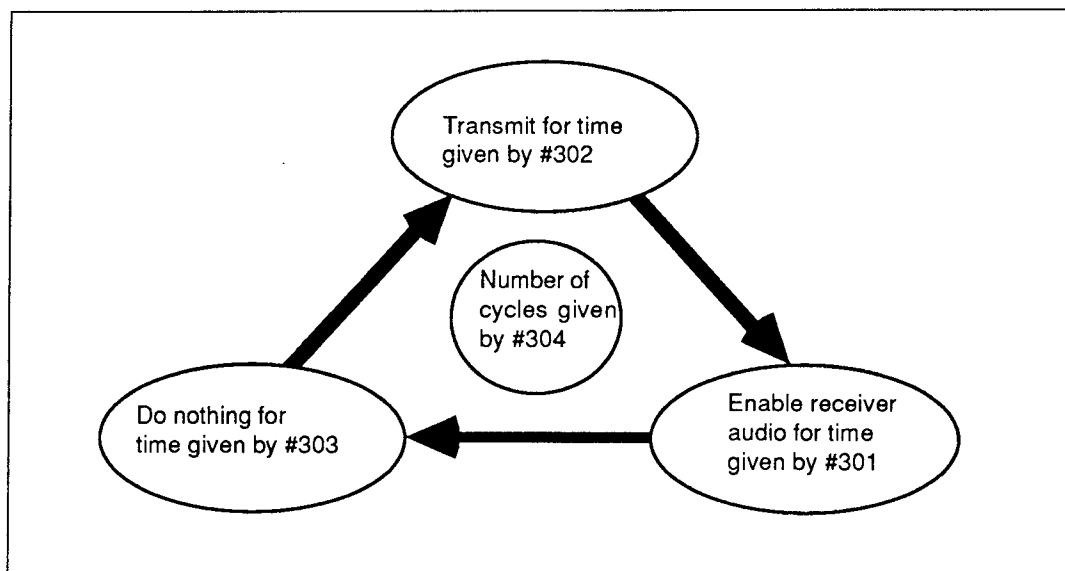 Transmit for time
given by #302
Number of
cycles given
by #304
Do nothing for
time given by #303
Enable receiver
audio for time
given by #301